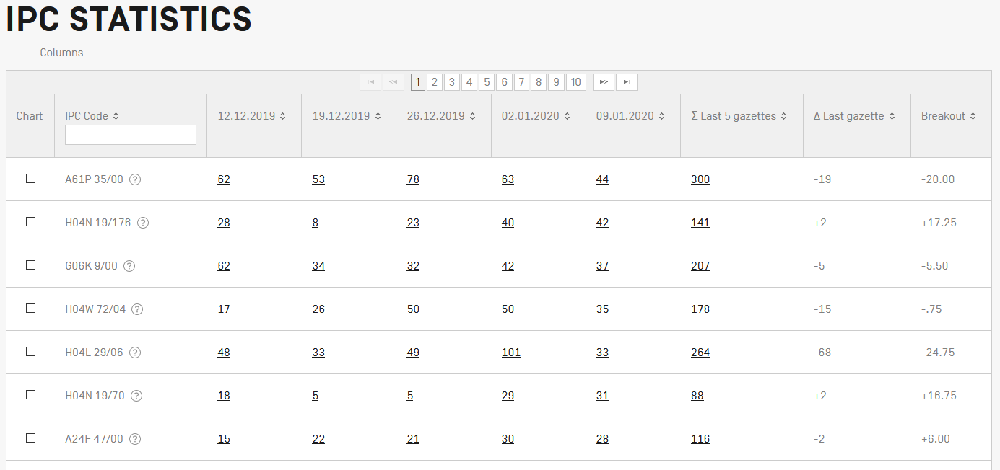 IPC STATISTICS
Columns
1 2 3 4 5 6 7 8 9 10
Chart IPC Code 12.12.2019 19.12.2019 26.12.2019 02.01.2020 09.01.2020 Σ Last 5 gazettes Δ Last gazette Breakout
A61P 35/00 ? 62 53 78 63 44 300 -19 -20.00
H04N 19/176 ? 28 8 23 40 42 141 +2 +17.25
G06K 9/00 ? 62 34 32 42 37 207 -5 -5.50
H04W 72/04 ? 17 26 50 50 35 178 -15 -.75
H04L 29/06 ? 48 33 49 101 33 264 -68 -24.75
H04N 19/70 ? 18 5 5 29 31 88 +2 +16.75
A24F 47/00 ? 15 22 21 30 28 116 -2 +6.00